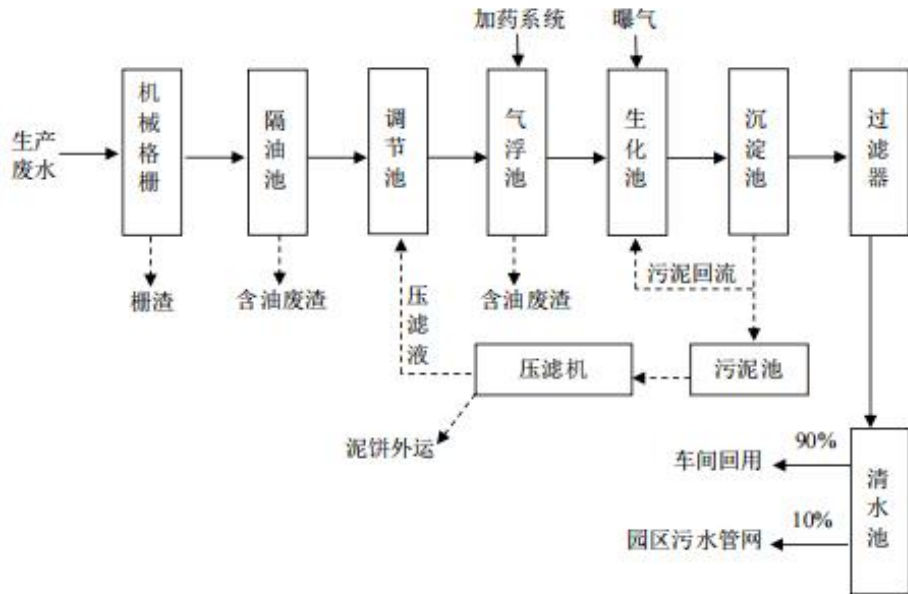 加药系统
曝气
生产
废水
机械格栅
隔油池
调节池
气浮池
生化池
沉淀池
过滤器
栅渣
含油废渣
压滤液
含油废渣
污泥回流
压滤机
污泥池
泥饼外运
车间回用
90%
清水池
园区污水管网
10%